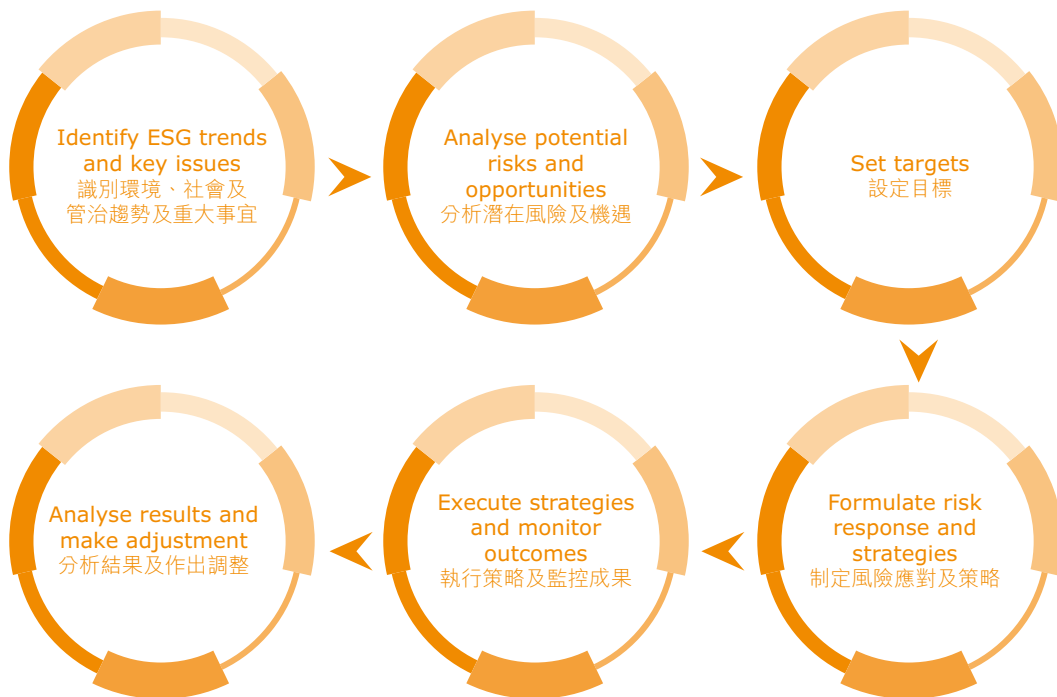 Identify ESG trends
and key issues
識別環境、社會及
管治趨勢及重大事宜
Analyse potential
risks and
opportunities
分析潛在風險及機遇
Set targets
設定目標
Formulate risk
response and
strategies
制定風險應對及策略
Execute strategies
and monitor
outcomes
執行策略及監控成果
Analyse results and
make adjustment
分析結果及作出調整